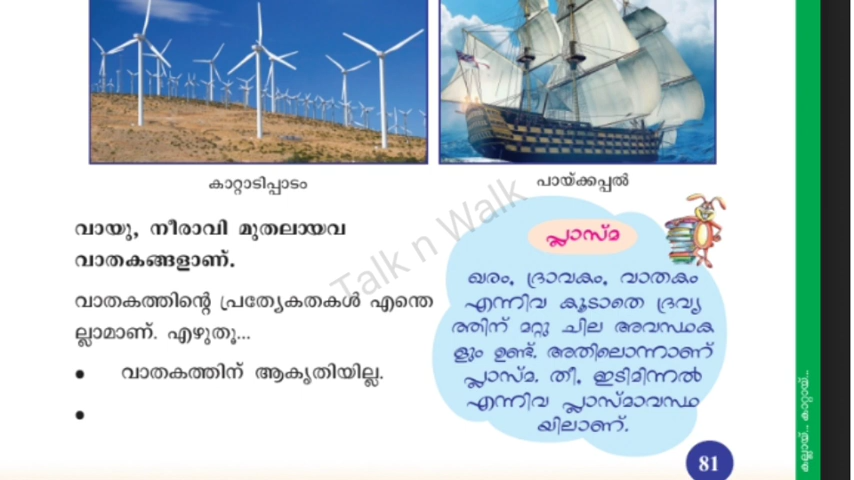 കാറ്റാടിപ്പാടം
പായ്ക്കപ്പൽ
വായു, നീരാവി മുതലായവ
വാതകങ്ങളാണ്.
വാതകത്തിന്റെ പ്രത്യേകതകൾ എന്തെ
ല്ലാമാണ്. എഴുതൂ...
• വാതകത്തിന് ആകൃതിയില്ല.
•
പ്ലാസ്മ
ഖരം, ദ്രാവകം, വാതകം
എന്നിവ കൂടാതെ ദ്രവ്യ
ത്തിന് മറ്റു ചില അവസ്ഥക
ളും ഉണ്ട്. അതിലൊന്നാണ്
പ്ലാസ്മ. തീ, ഇടിമിന്നൽ
എന്നിവ പ്ലാസ്മാവസ്ഥ
യിലാണ്.
Talk n Walk
81
കല്ലായ്... കാറ്റായ്...